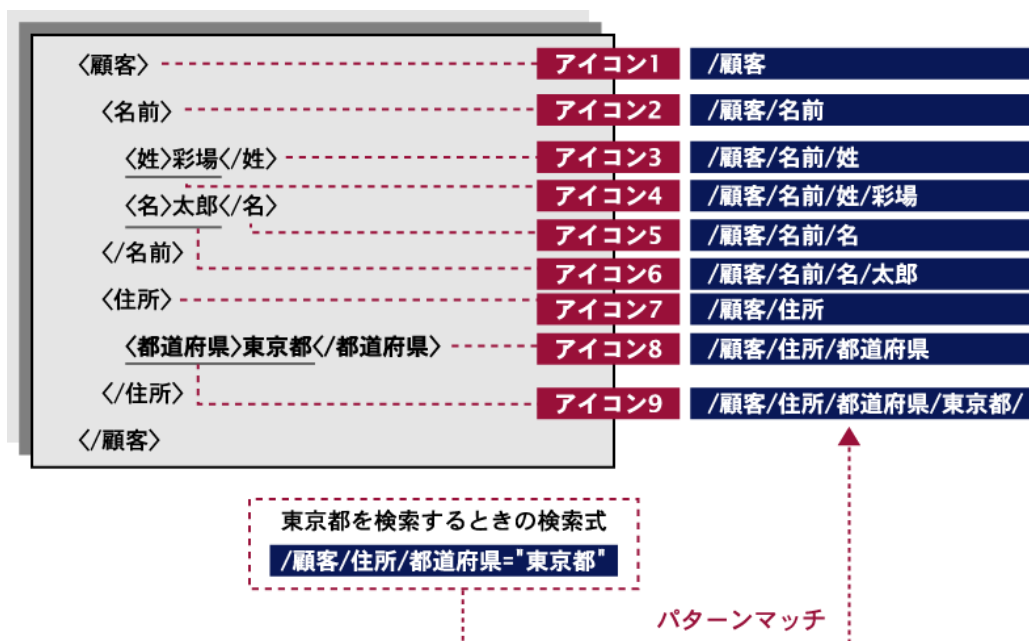 〈顧客〉 アイコン1 /顧客
〈名前〉 アイコン2 /顧客/名前
〈姓〉彩場〈/姓〉 アイコン3 /顧客/名前/姓
アイコン4 /顧客/名前/姓/彩場
〈名〉太郎〈/名〉
アイコン5 /顧客/名前/名
〈/名前〉
アイコン6 /顧客/名前/名/太郎
〈住所〉 アイコン7 /顧客/住所
〈都道府県〉東京都〈/都道府県〉 アイコン8 /顧客/住所/都道府県
〈/住所〉
アイコン9 /顧客/住所/都道府県/東京都/
〈/顧客〉
東京都を検索するときの検索式
/顧客/住所/都道府県="東京都"
パターンマッチ